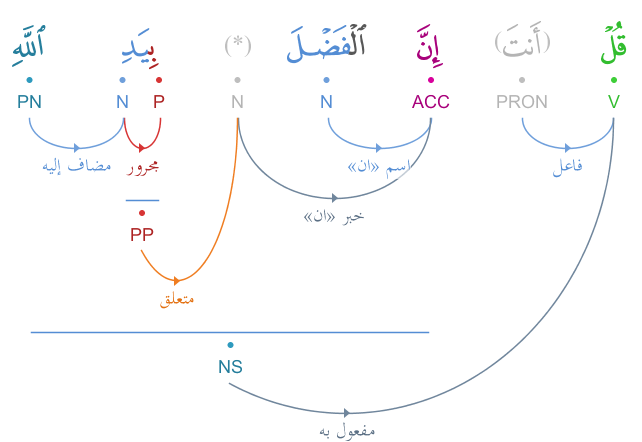 قُلْ (أَنتَ) إِنَّ ٱلْفَضْلَ (*) بِيَدِ ٱللَّهِ
V PRON ACC N N P N PN
فاعل اسم «ان» مجرور مضاف إليه
خبر «ان»
PP
متعلق
NS
مفعول به